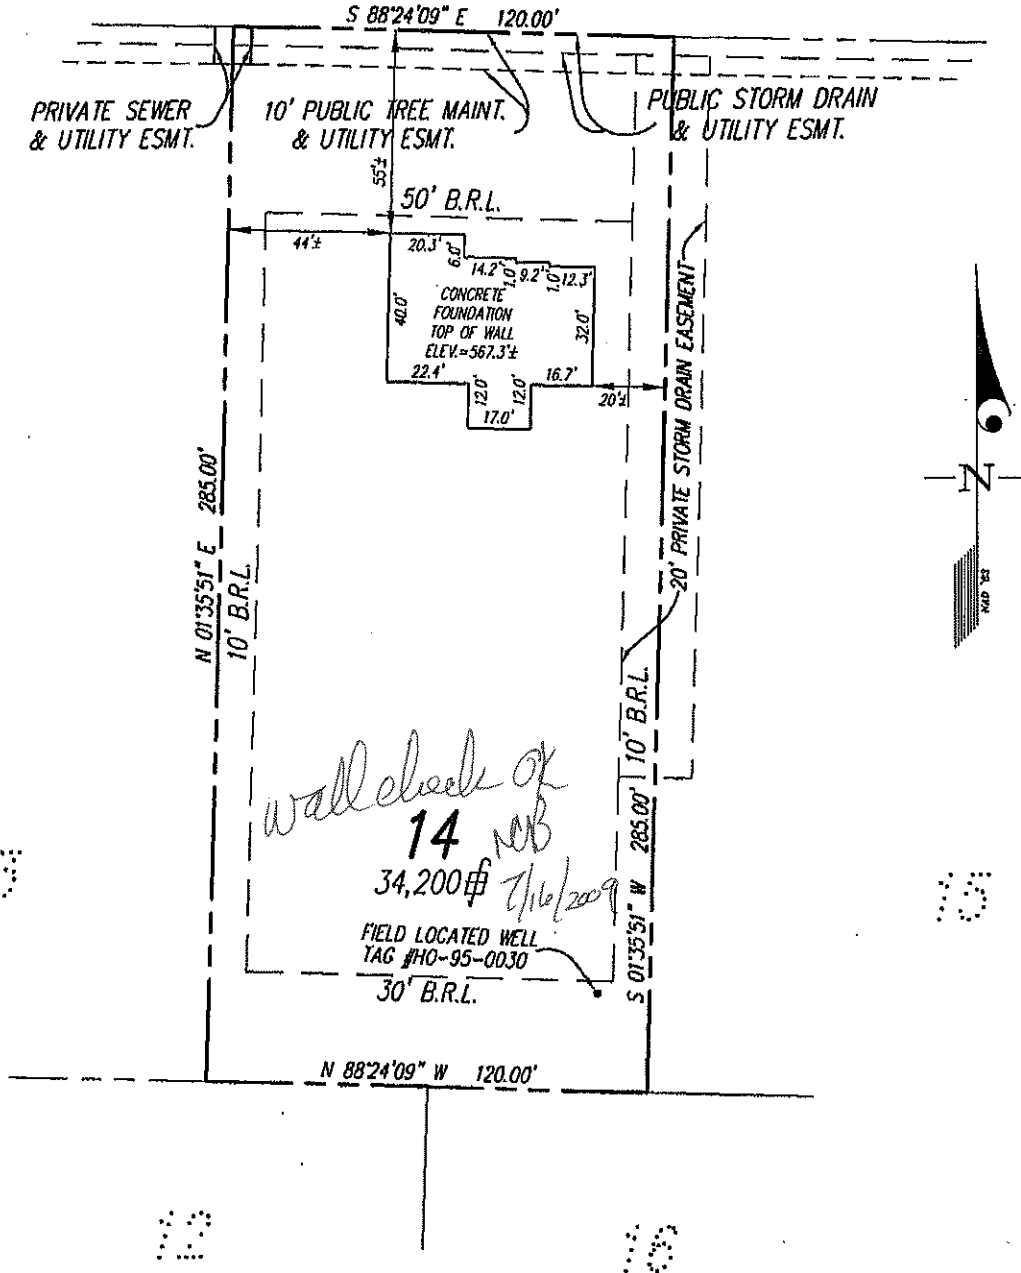 S 88°24'09" E 120.00'
PRIVATE SEWER
& UTILITY ESMT.
10' PUBLIC TREE MAINT.
& UTILITY ESMT.
PUBLIC STORM DRAIN
& UTILITY ESMT.
55'±
50' B.R.L.
44'±
20.3'
6.0'
14.2'
1.0'
9.2'
1.0'
12.3'
40.0'
CONCRETE
FOUNDATION
TOP OF WALL
ELEV.=567.3'±
32.0'
22.4'
12.0'
17.0'
12.0'
16.7'
20'±
20' PRIVATE STORM DRAIN EASEMENT
N 01°35'51" E 285.00'
10' B.R.L.
N
10' B.R.L.
S 01°35'51" W 285.00'
wall check OK
14
34,200
7/16/2009
15
FIELD LOCATED WELL
TAG #HO-95-0030
30' B.R.L.
N 88°24'09" W 120.00'
12
16